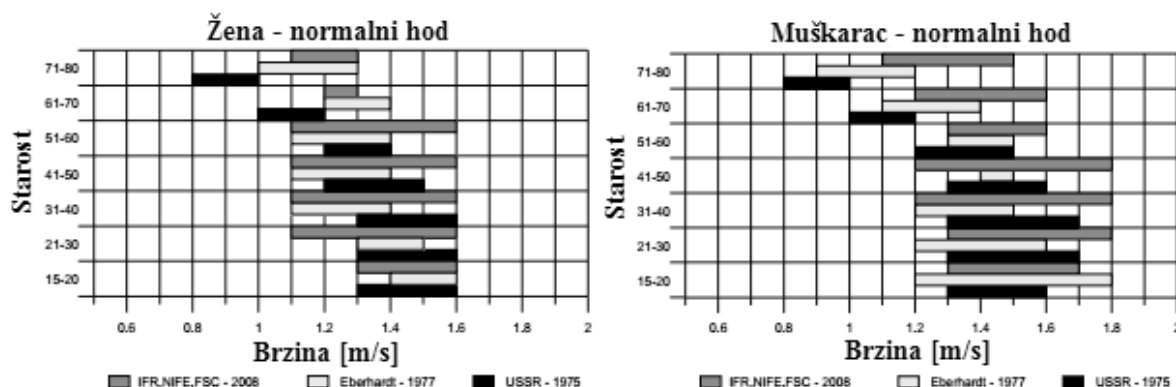 Žena - normalni hod
Starost
71-80
61-70
51-60
41-50
31-40
21-30
15-20
0.6 0.8 1 1.2 1.4 1.6 1.8 2
Brzina [m/s]
IFR,NIFE,FSC - 2008 Eberhardt - 1977 USSR - 1975
Muškarac - normalni hod
Starost
71-80
61-70
51-60
41-50
31-40
21-30
15-20
0.6 0.8 1 1.2 1.4 1.6 1.8 2
Brzina [m/s]
IFR,NIFE,FSC - 2008 Eberhardt - 1977 USSR - 1975